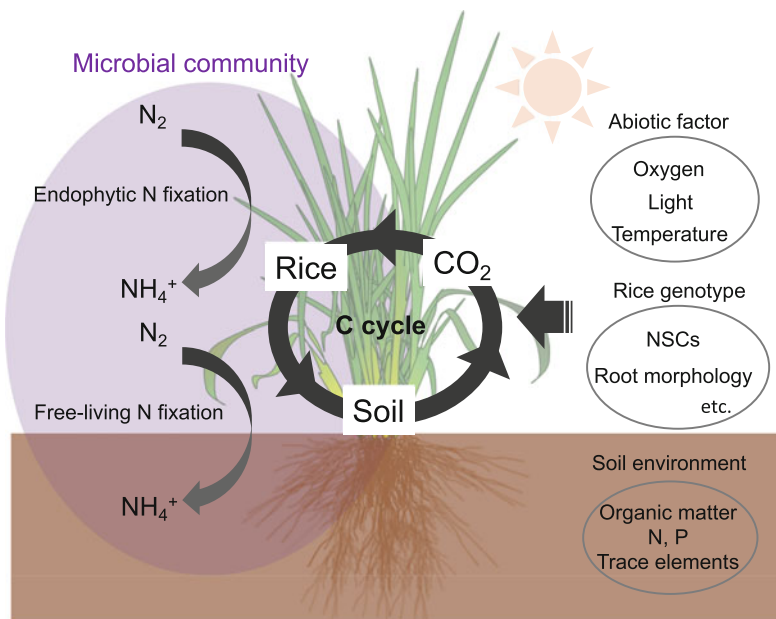 Microbial community
N₂
Endophytic N fixation
NH₄⁺
N₂
Free-living N fixation
NH₄⁺
Rice
CO₂
C cycle
Soil
Abiotic factor
Oxygen
Light
Temperature
Rice genotype
NSCs
Root morphology
etc.
Soil environment
Organic matter
N, P
Trace elements